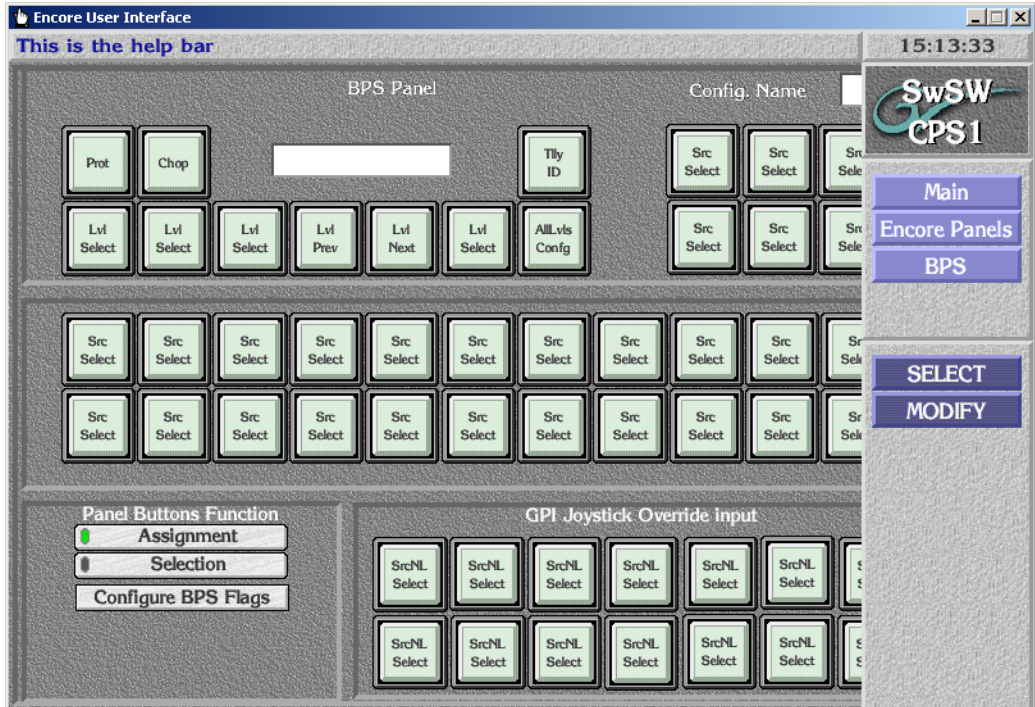 Encore User Interface
This is the help bar
15:13:33
BPS Panel
Config. Name
SwSW
CPS1
Prot
Chop
Tlly
ID
Src
Select
Src
Select
Main
Encore Panels
BPS
Lvl
Select
Lvl
Select
Lvl
Select
Lvl
Prev
Lvl
Next
Lvl
Select
AllLvls
Confg
Src
Select
Src
Select
Src
Select
Src
Select
Src
Select
Src
Select
Src
Select
Src
Select
Src
Select
Src
Select
Src
Select
Src
Select
SELECT
MODIFY
Src
Select
Src
Select
Src
Select
Src
Select
Src
Select
Src
Select
Src
Select
Src
Select
Src
Select
Src
Select
Panel Buttons Function
Assignment
Selection
Configure BPS Flags
GPI Joystick Override input
SrcNL
Select
SrcNL
Select
SrcNL
Select
SrcNL
Select
SrcNL
Select
SrcNL
Select
SrcNL
Select
SrcNL
Select
SrcNL
Select
SrcNL
Select
SrcNL
Select
SrcNL
Select